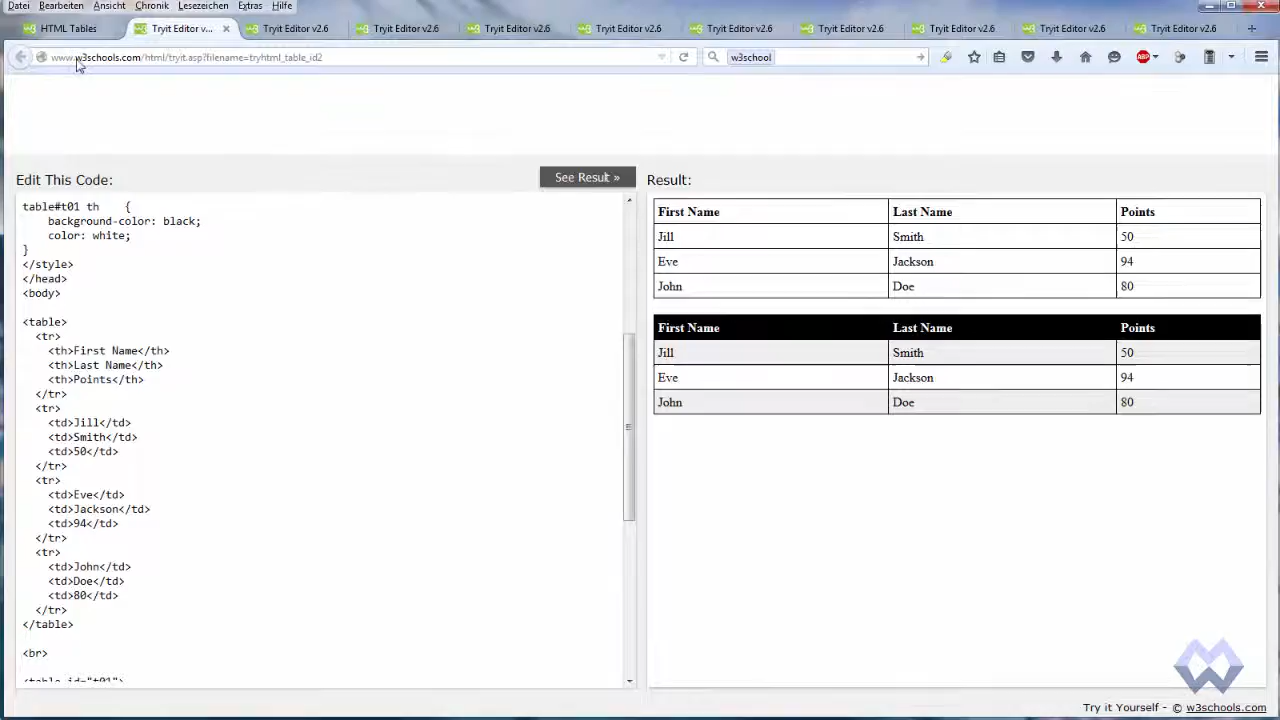 Datei Bearbeiten Ansicht Chronik Lesezeichen Extras Hilfe
HTML Tables Tryit Editor v... Tryit Editor v2.6 Tryit Editor v2.6 Tryit Editor v2.6 Tryit Editor v2.6 Tryit Editor v2.6 Tryit Editor v2.6 Tryit Editor v2.6 Tryit Editor v2.6 Tryit Editor v2.6
www.w3schools.com/html/tryit.asp?filename=tryhtml_table_id2 w3school ABP
Edit This Code: See Result » Result:
table#t01 th    {
    background-color: black;
    color: white;
}
</style>
</head>
<body>
<table>
  <tr>
    <th>First Name</th>
    <th>Last Name</th>
    <th>Points</th>
  </tr>
  <tr>
    <td>Jill</td>
    <td>Smith</td>
    <td>50</td>
  </tr>
  <tr>
    <td>Eve</td>
    <td>Jackson</td>
    <td>94</td>
  </tr>
  <tr>
    <td>John</td>
    <td>Doe</td>
    <td>80</td>
  </tr>
</table>
<br>
<table id="t01">
First Name Last Name Points
Jill Smith 50
Eve Jackson 94
John Doe 80
First Name Last Name Points
Jill Smith 50
Eve Jackson 94
John Doe 80
Try it Yourself - © w3schools.com